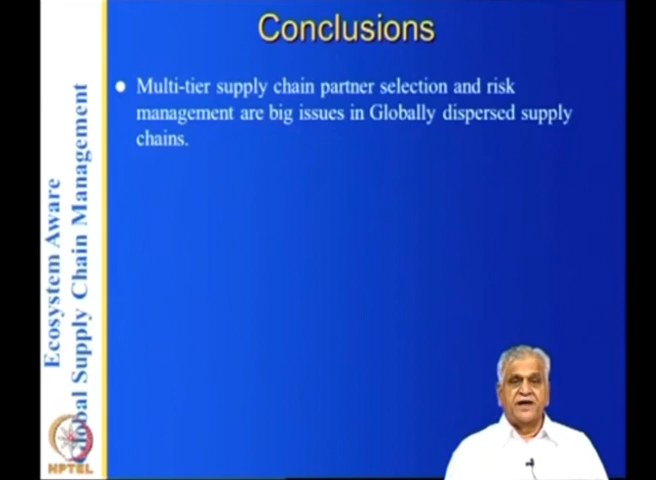 Conclusions
Multi-tier supply chain partner selection and risk
management are big issues in Globally dispersed supply
chains.
Ecosystem Aware
Global Supply Chain Management
NPTEL